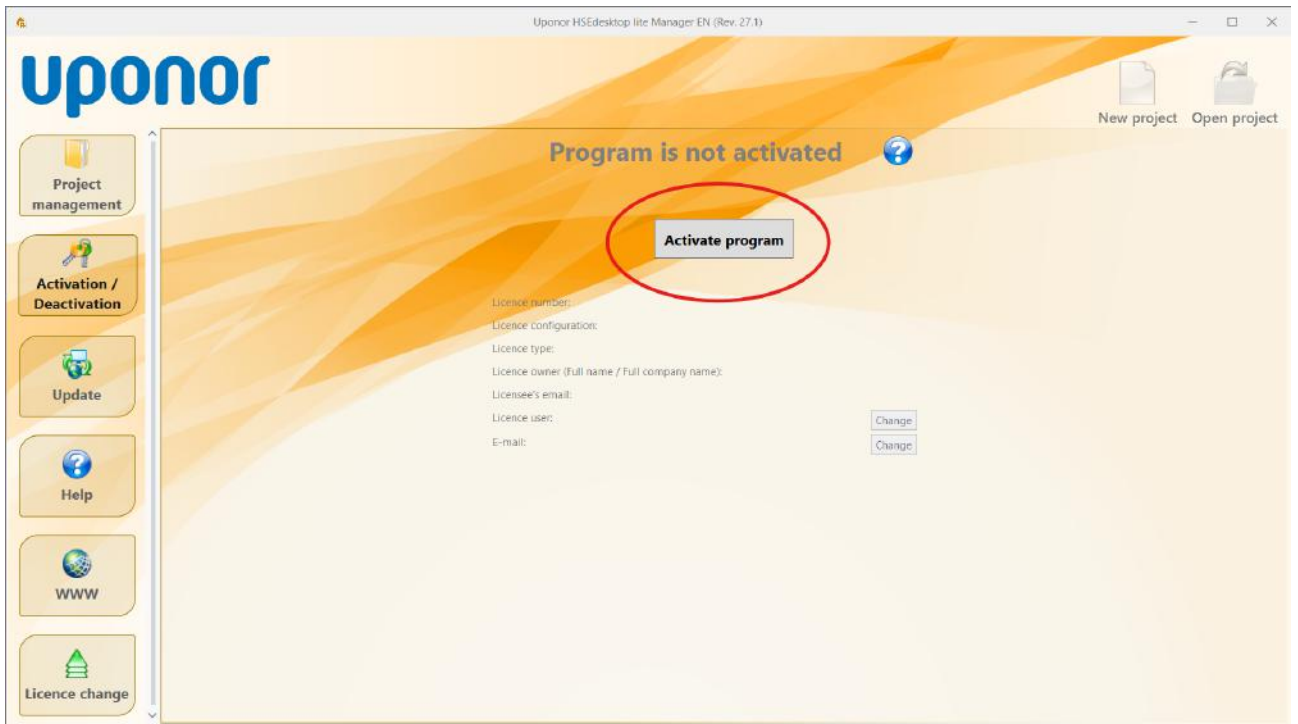 Uponor HSEdesktop lite Manager EN (Rev. 27.1)
uponor
New project
Open project
Project
management
Activation /
Deactivation
Update
Help
WWW
Licence change
Program is not activated
Activate program
Licence number:
Licence configuration:
Licence type:
Licence owner (Full name / Full company name):
Licensee's email:
Licence user:
Change
E-mail:
Change